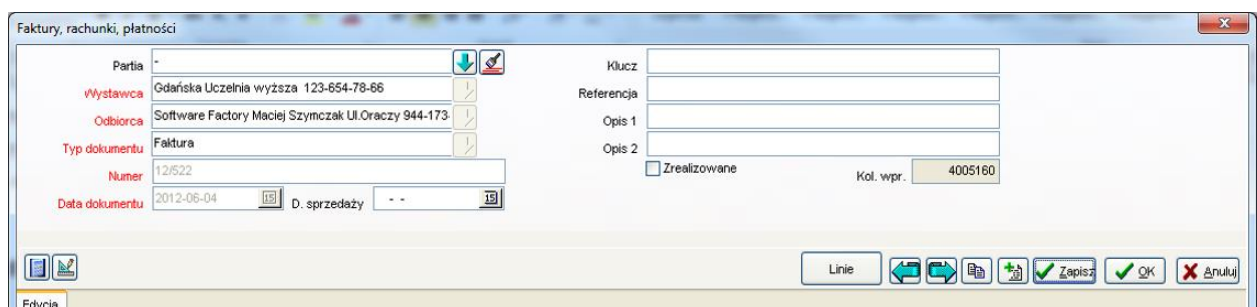 Faktury, rachunki, płatności
Partia -
Klucz
Wystawca Gdańska Uczelnia wyższa 123-654-78-66
Referencja
Odbiorca Software Factory Maciej Szymczak Ul.Oraczy 944-173-
Opis 1
Typ dokumentu Faktura
Opis 2
Numer 12/522
Zrealizowane
Kol. wpr. 4005160
Data dokumentu 2012-06-04 15 D. sprzedaży - - 15
Linie Zapisz OK Anuluj
Edycja